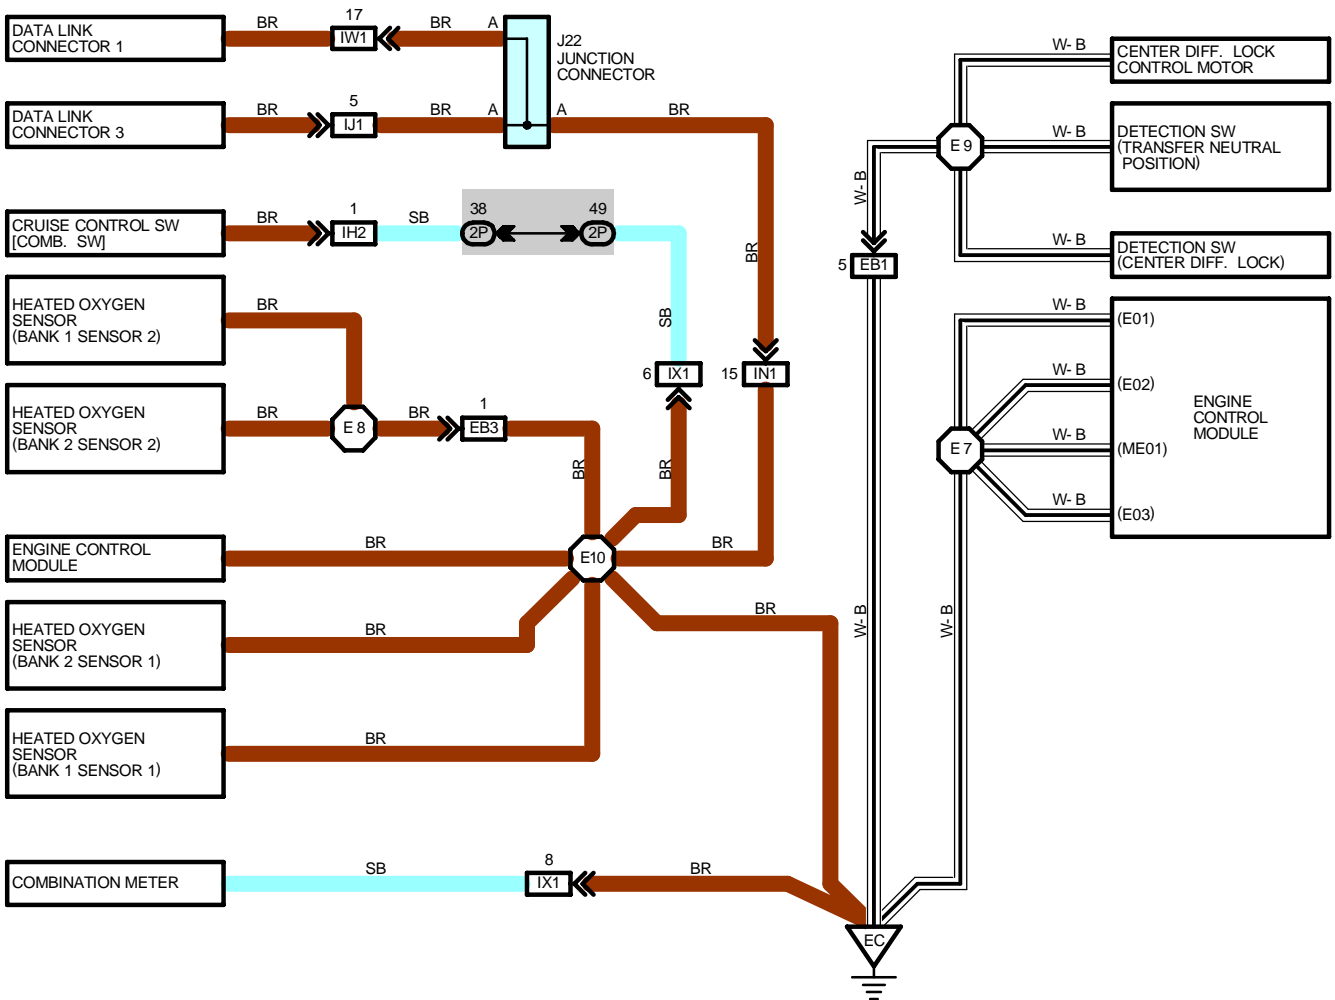 DATA LINK
CONNECTOR 1
BR
17
IW1
BR
A
J22
JUNCTION
CONNECTOR
DATA LINK
CONNECTOR 3
BR
5
IJ1
BR
A
A
BR
CRUISE CONTROL SW
[COMB. SW]
BR
1
IH2
SB
38
2P
49
2P
SB
BR
HEATED OXYGEN
SENSOR
(BANK 1 SENSOR 2)
BR
6
IX1
15
IN1
HEATED OXYGEN
SENSOR
(BANK 2 SENSOR 2)
BR
E 8
BR
1
EB3
BR
BR
ENGINE CONTROL
MODULE
BR
E10
BR
HEATED OXYGEN
SENSOR
(BANK 2 SENSOR 1)
BR
BR
HEATED OXYGEN
SENSOR
(BANK 1 SENSOR 1)
BR
COMBINATION METER
SB
8
IX1
BR
W- B
CENTER DIFF. LOCK
CONTROL MOTOR
E 9
W- B
DETECTION SW
(TRANSFER NEUTRAL
POSITION)
W- B
W- B
DETECTION SW
(CENTER DIFF. LOCK)
5
EB1
W- B
(E01)
W- B
(E02)
ENGINE
CONTROL
MODULE
E 7
W- B
(ME01)
W- B
(E03)
W- B
W- B
EC